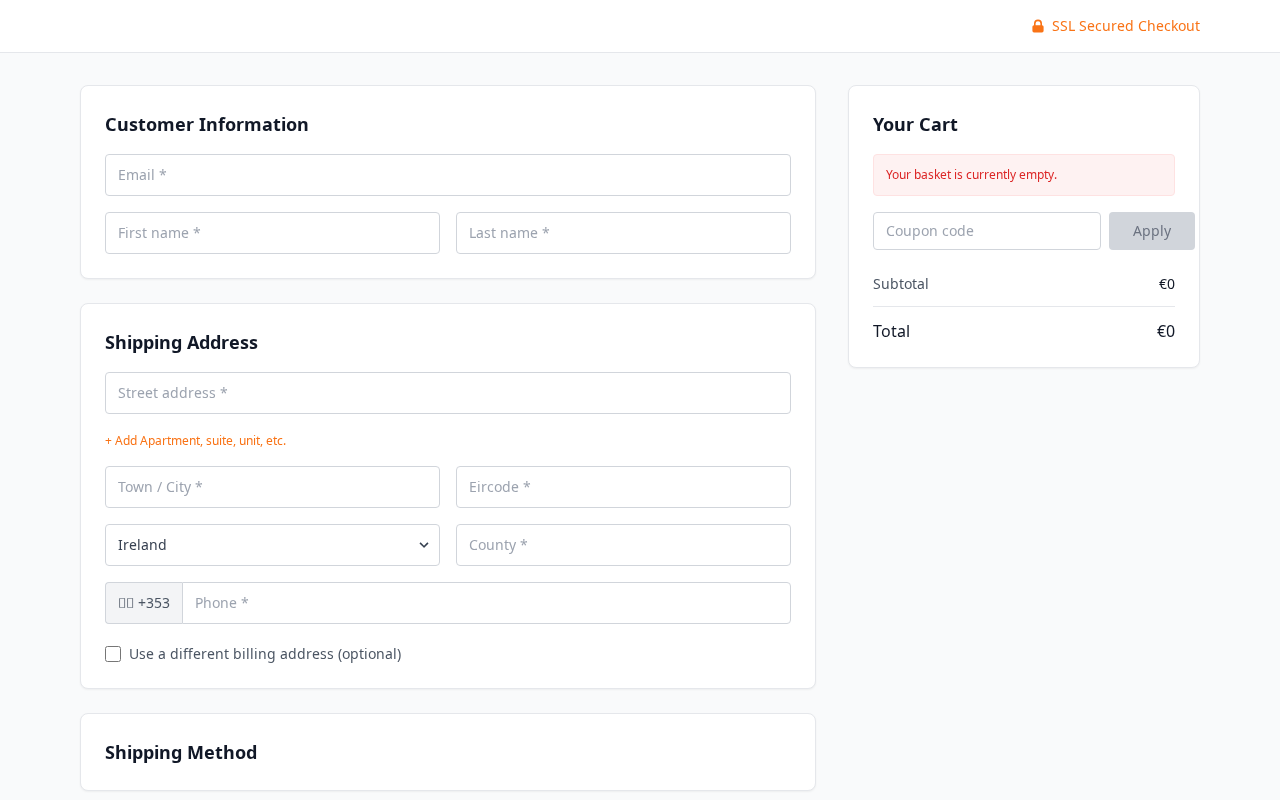 SSL Secured Checkout
Customer Information
Email *
First name *
Last name *
Shipping Address
Street address *
+ Add Apartment, suite, unit, etc.
Town / City *
Eircode *
Ireland
County *
+353
Phone *
Use a different billing address (optional)
Shipping Method
Your Cart
Your basket is currently empty.
Coupon code
Apply
Subtotal €0
Total €0